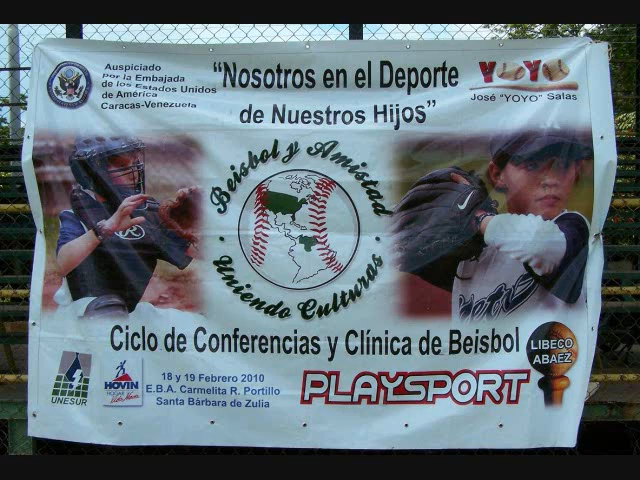 Auspiciado
por la Embajada
de los Estados Unidos
de América
Caracas-Venezuela
"Nosotros en el Deporte
de Nuestros Hijos"
YOYO
José "YOYO" Salas
Beisbol y Amistad
Uniendo Culturas
Ciclo de Conferencias y Clínica de Beisbol
UNESUR
HOVIN
HOGAR
18 y 19 Febrero 2010
E.B.A. Carmelita R. Portillo
Santa Bárbara de Zulia
PLAYSPORT
LIBECO
ABAEZ